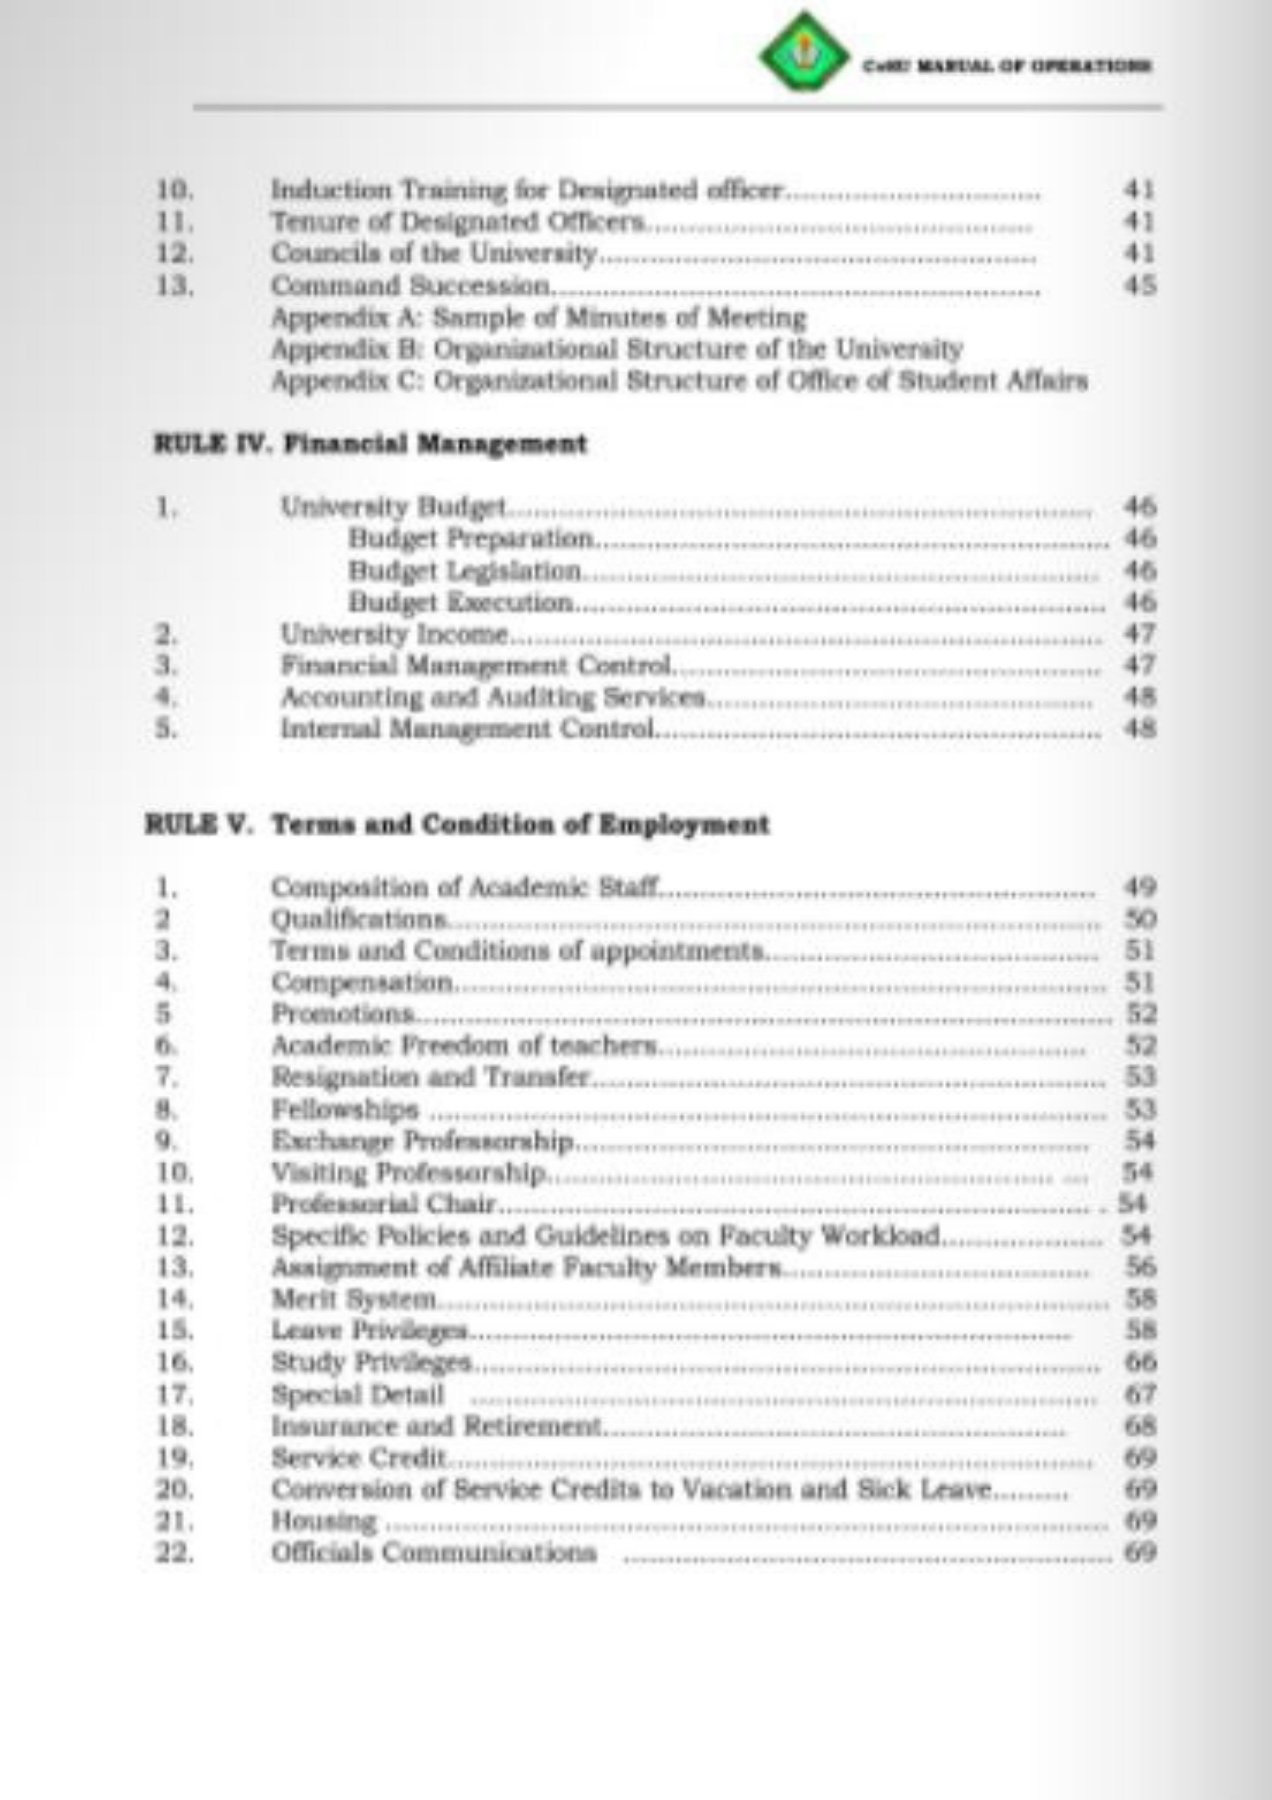 MANUAL OF OPERATIONS
10. Induction Training for Designated officer.............................. 41
11. Tenure of Designated Officers.............................................. 41
12. Councils of the University.................................................... 41
13. Command Succession.......................................................... 45
Appendix A: Sample of Minutes of Meeting
Appendix B: Organizational Structure of the University
Appendix C: Organizational Structure of Office of Student Affairs
RULE IV. Financial Management
1. University Budget..................................................................... 46
Budget Preparation............................................................. 46
Budget Legislation.............................................................. 46
Budget Execution............................................................... 46
2. University Income...................................................................... 47
3. Financial Management Control................................................... 47
4. Accounting and Auditing Services.............................................. 48
5. Internal Management Control..................................................... 48
RULE V. Terms and Condition of Employment
1. Composition of Academic Staff.................................................... 49
2 Qualifications.............................................................................. 50
3. Terms and Conditions of appointments........................................ 51
4. Compensation............................................................................. 51
5 Promotions.................................................................................. 52
6. Academic Freedom of teachers................................................... 52
7. Resignation and Transfer............................................................. 53
8. Fellowships ................................................................................ 53
9. Exchange Professorship............................................................. 54
10. Visiting Professorship............................................................ ... 54
11. Professorial Chair...................................................................... . 54
12. Specific Policies and Guidelines on Faculty Workload................... 54
13. Assignment of Affiliate Faculty Members..................................... 56
14. Merit System................................................................................ 58
15. Leave Privileges....................................................................... 58
16. Study Privileges.......................................................................... 66
17. Special Detail .......................................................................... 67
18. Insurance and Retirement....................................................... 68
19. Service Credit............................................................................ 69
20. Conversion of Service Credits to Vacation and Sick Leave......... 69
21. Housing ..................................................................................... 69
22. Officials Communications .......................................................... 69